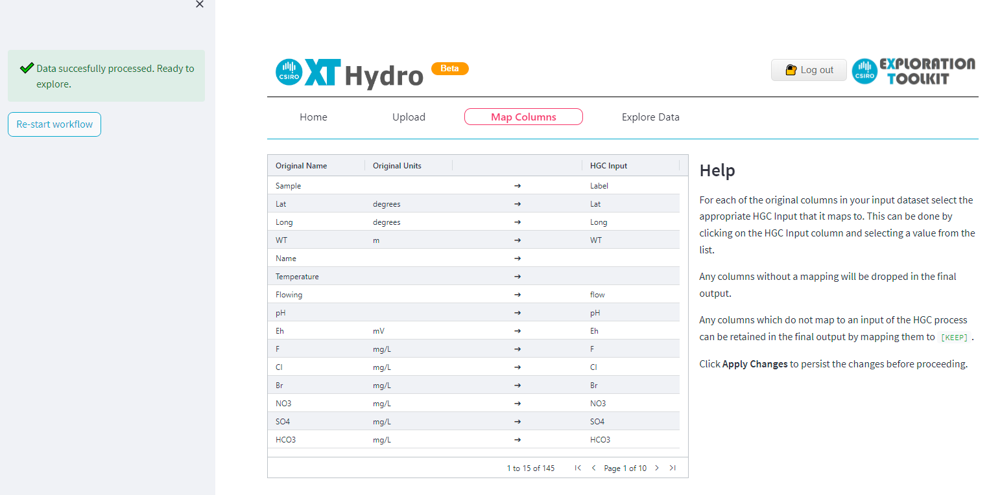 ×
Data succesfully processed. Ready to
explore.
Re-start workflow
CSIRO XT Hydro Beta
Log out
CSIRO EXPLORATION
TOOLKIT
Home Upload Map Columns Explore Data
Original Name Original Units HGC Input
Sample → Label
Lat degrees → Lat
Long degrees → Long
WT m → WT
Name →
Temperature →
Flowing → flow
pH → pH
Eh mV → Eh
F mg/L → F
Cl mg/L → Cl
Br mg/L → Br
NO3 mg/L → NO3
SO4 mg/L → SO4
HCO3 mg/L → HCO3
1 to 15 of 145 Page 1 of 10
Help
For each of the original columns in your input dataset select the
appropriate HGC Input that it maps to. This can be done by
clicking on the HGC Input column and selecting a value from the
list.
Any columns without a mapping will be dropped in the final
output.
Any columns which do not map to an input of the HGC process
can be retained in the final output by mapping them to [KEEP] .
Click Apply Changes to persist the changes before proceeding.